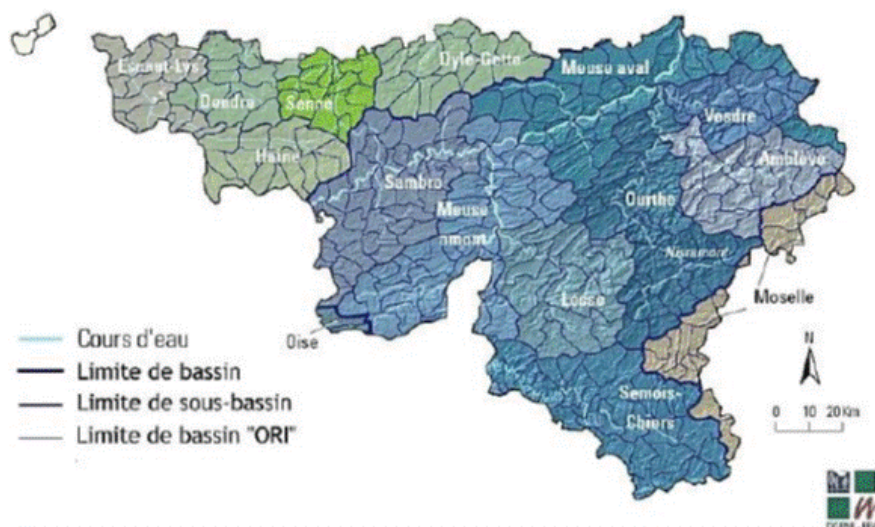 Escaut-Lys
Dendre
Senne
Dyle-Gette
Haine
Meuse aval
Vesdre
Amblève
Sambre
Meuse
amont
Ourthe
Nisramont
Lesse
Moselle
Oise
Semois-
Chiers
Cours d'eau
Limite de bassin
Limite de sous-bassin
Limite de bassin "ORI"
N
0 10 20 Km